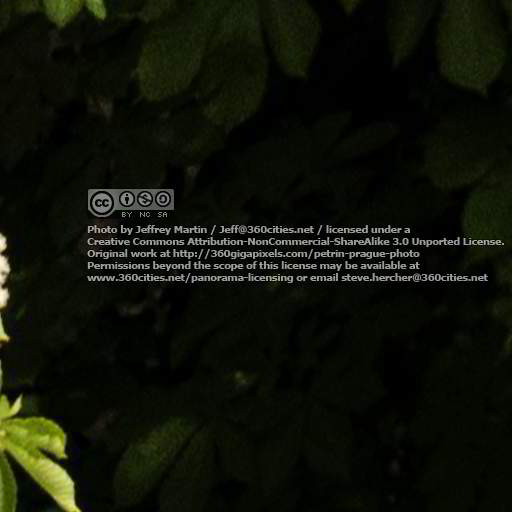 cc
BY NC SA
Photo by Jeffrey Martin / Jeff@360cities.net / licensed under a
Creative Commons Attribution-NonCommercial-ShareAlike 3.0 Unported License.
Original work at http://360gigapixels.com/petrin-prague-photo
Permissions beyond the scope of this license may be available at
www.360cities.net/panorama-licensing or email steve.hercher@360cities.net